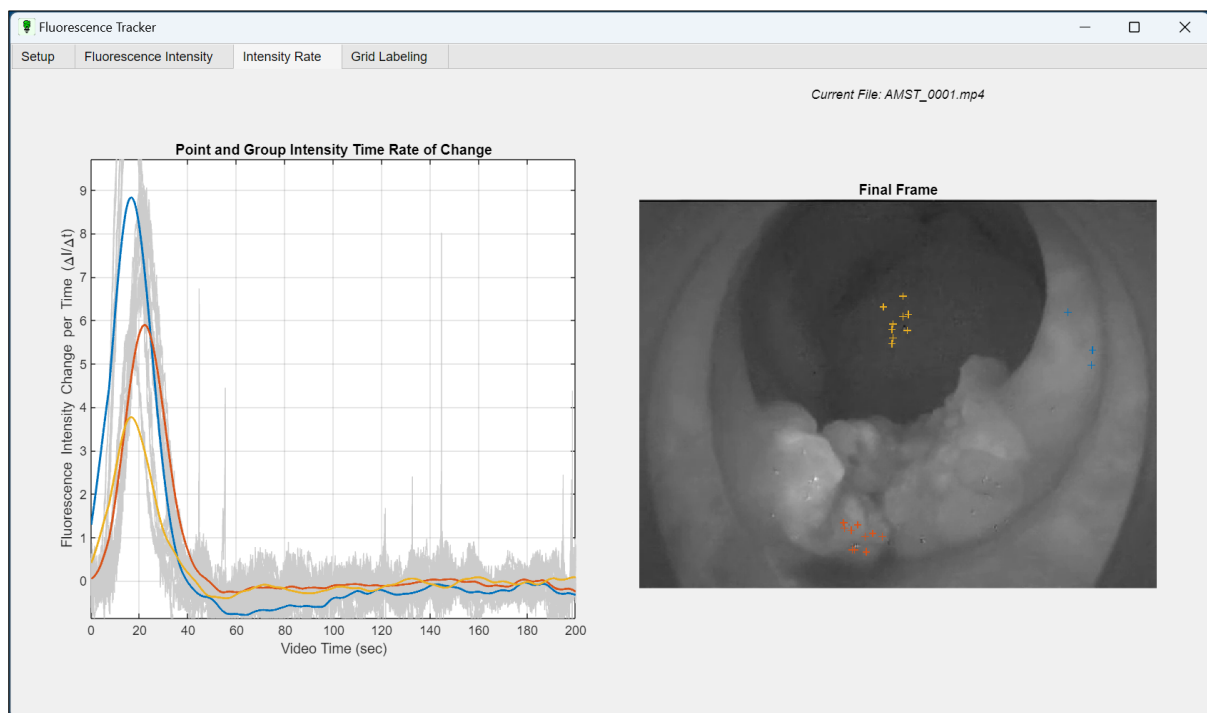 Fluorescence Tracker
Setup
Fluorescence Intensity
Intensity Rate
Grid Labeling
Current File: AMST_0001.mp4
Point and Group Intensity Time Rate of Change
Fluorescence Intensity Change per Time (ΔI/Δt)
9
8
7
6
5
4
3
2
1
0
0 20 40 60 80 100 120 140 160 180 200
Video Time (sec)
Final Frame